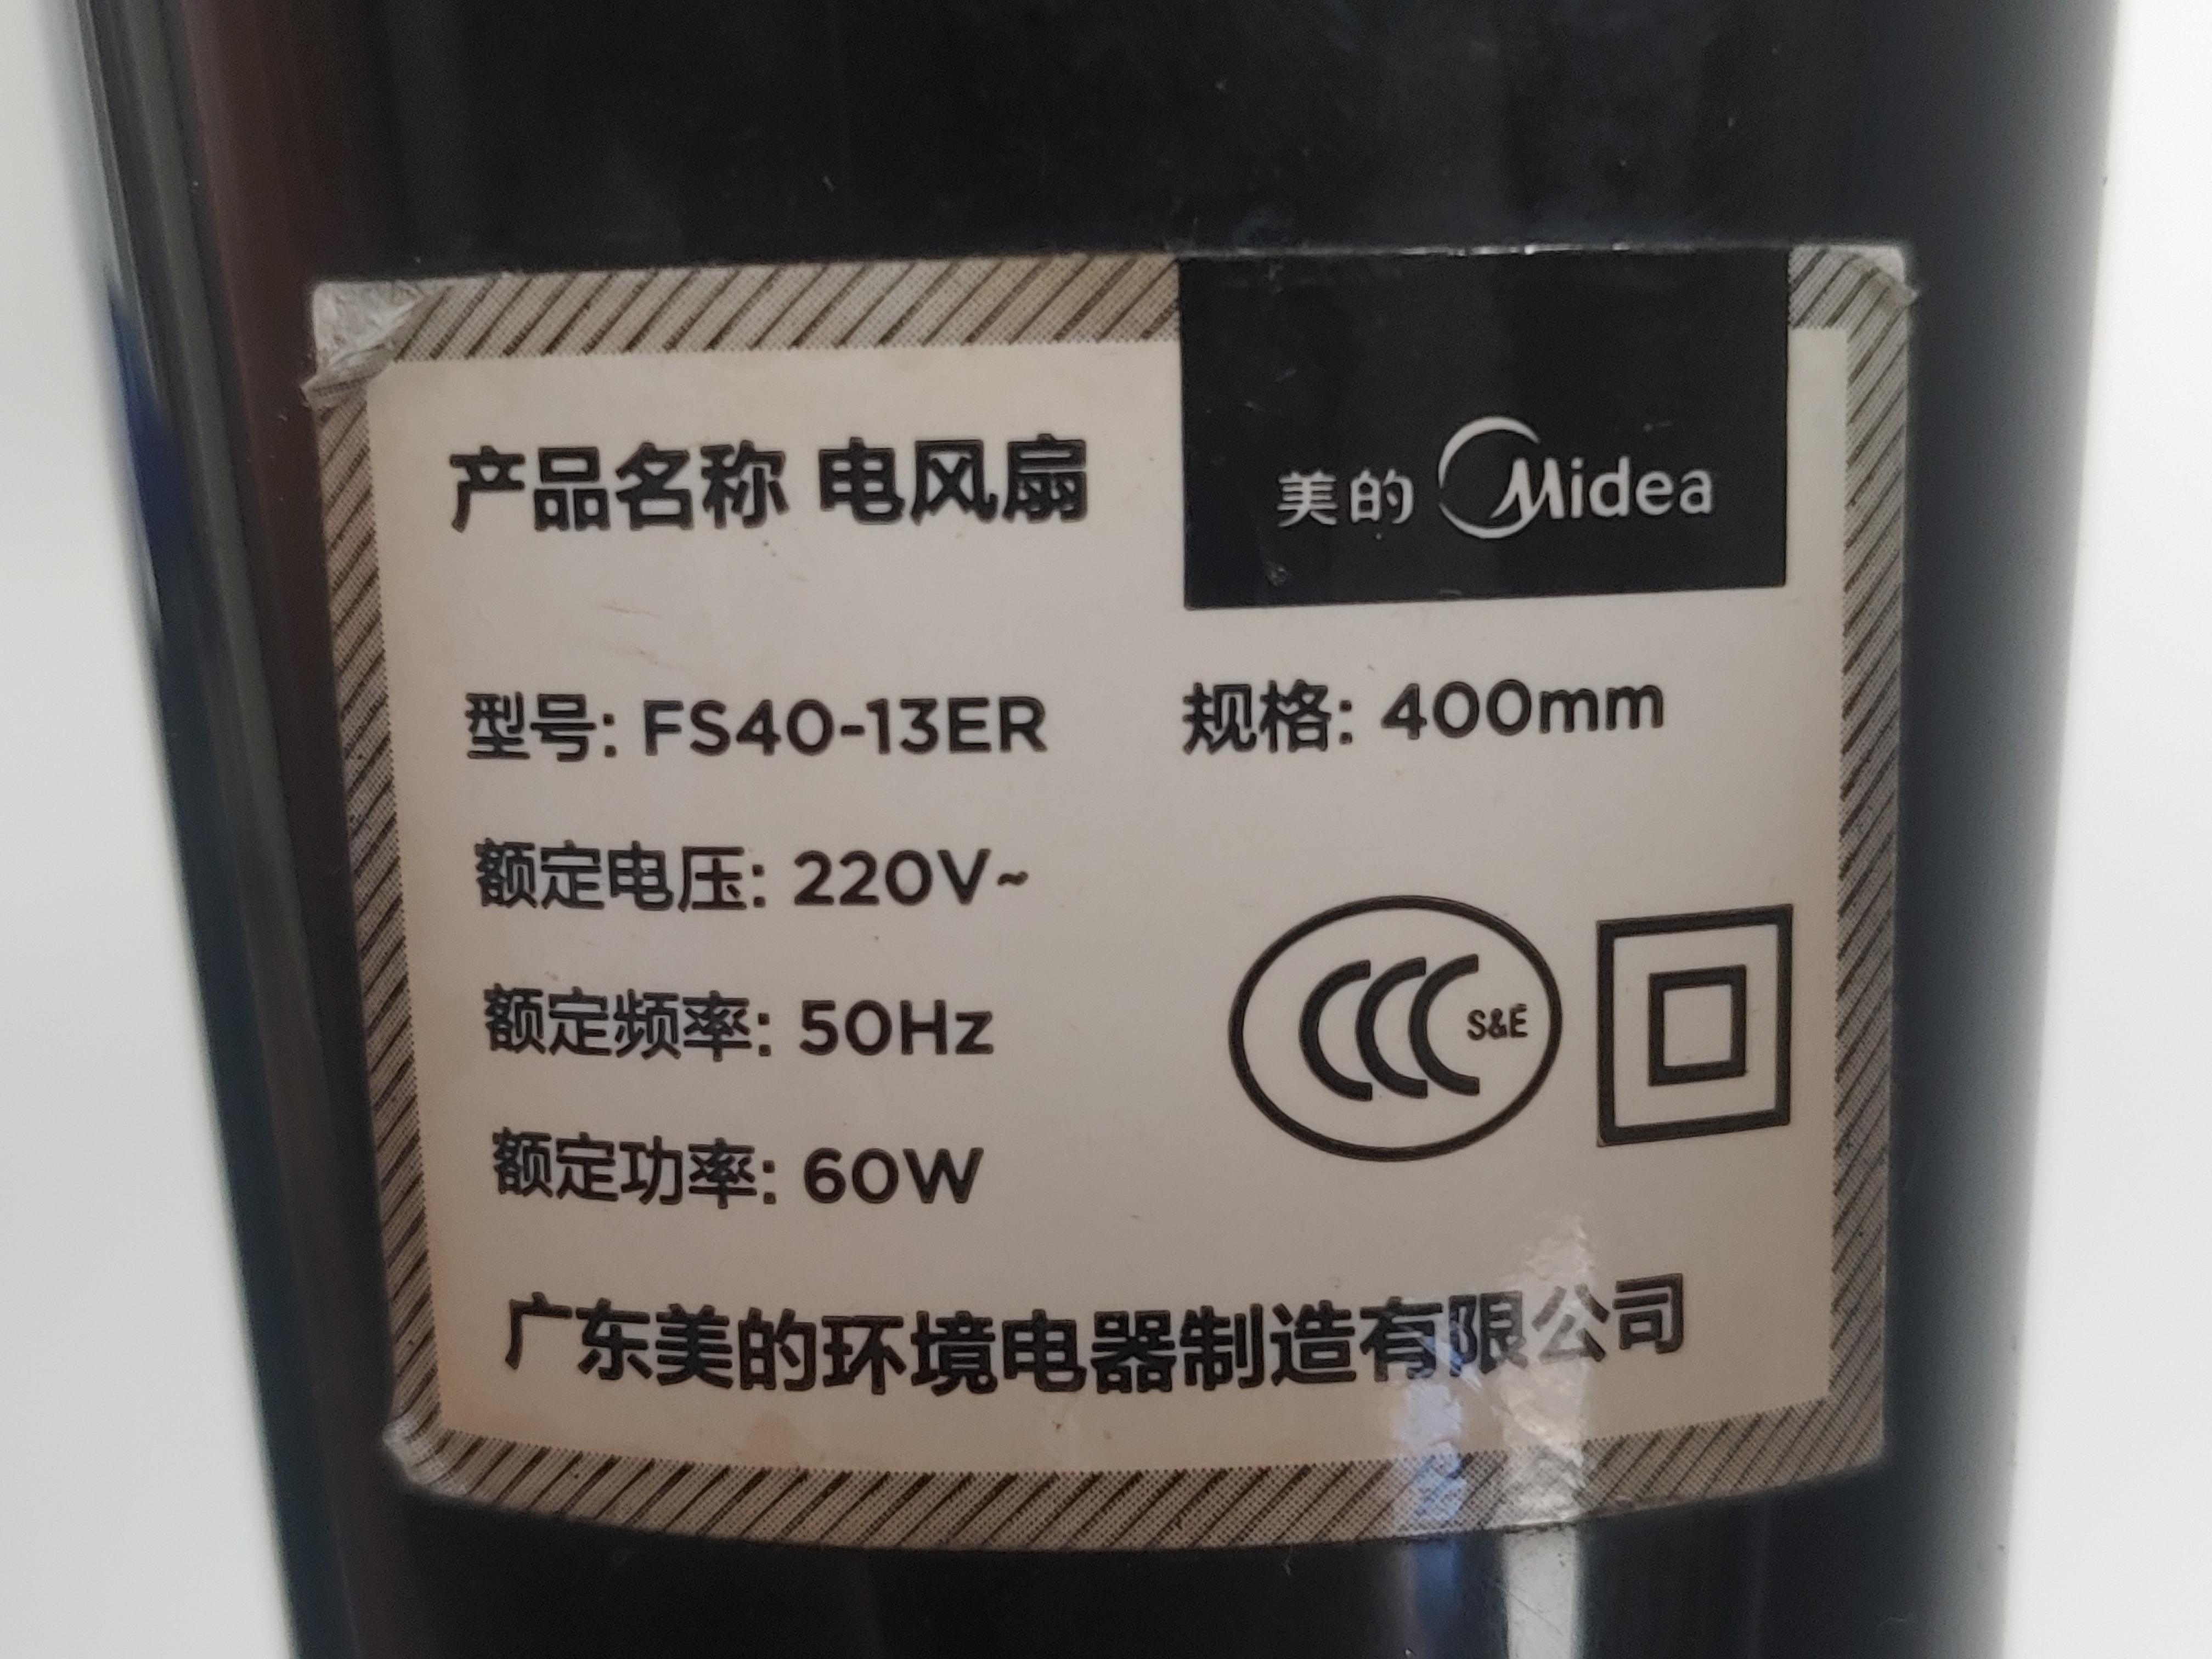 产品名称 电风扇
美的 Midea
型号: FS40-13ER 规格: 400mm
额定电压: 220V~
额定频率: 50Hz
CCC S&E
额定功率: 60W
广东美的环境电器制造有限公司